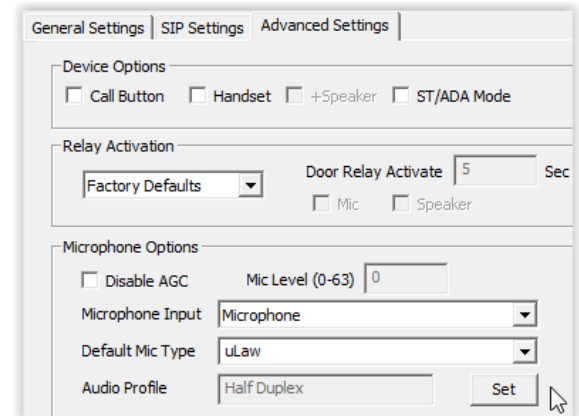 General Settings SIP Settings Advanced Settings
Device Options
Call Button Handset +Speaker ST/ADA Mode
Relay Activation
Factory Defaults Door Relay Activate 5 Sec
Mic Speaker
Microphone Options
Disable AGC Mic Level (0-63) 0
Microphone Input Microphone
Default Mic Type uLaw
Audio Profile Half Duplex Set